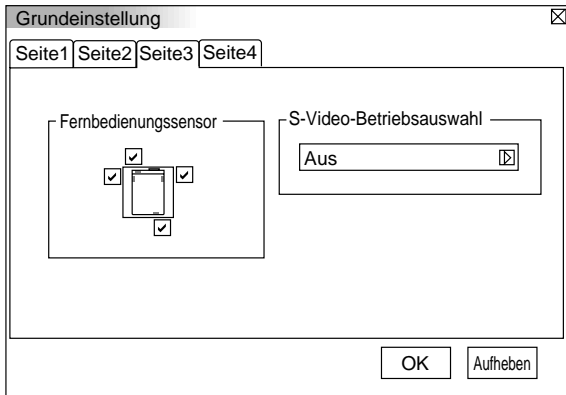 Grundeinstellung
Seite1 Seite2 Seite3 Seite4
Fernbedienungssensor
S-Video-Betriebsauswahl
Aus
OK Aufheben